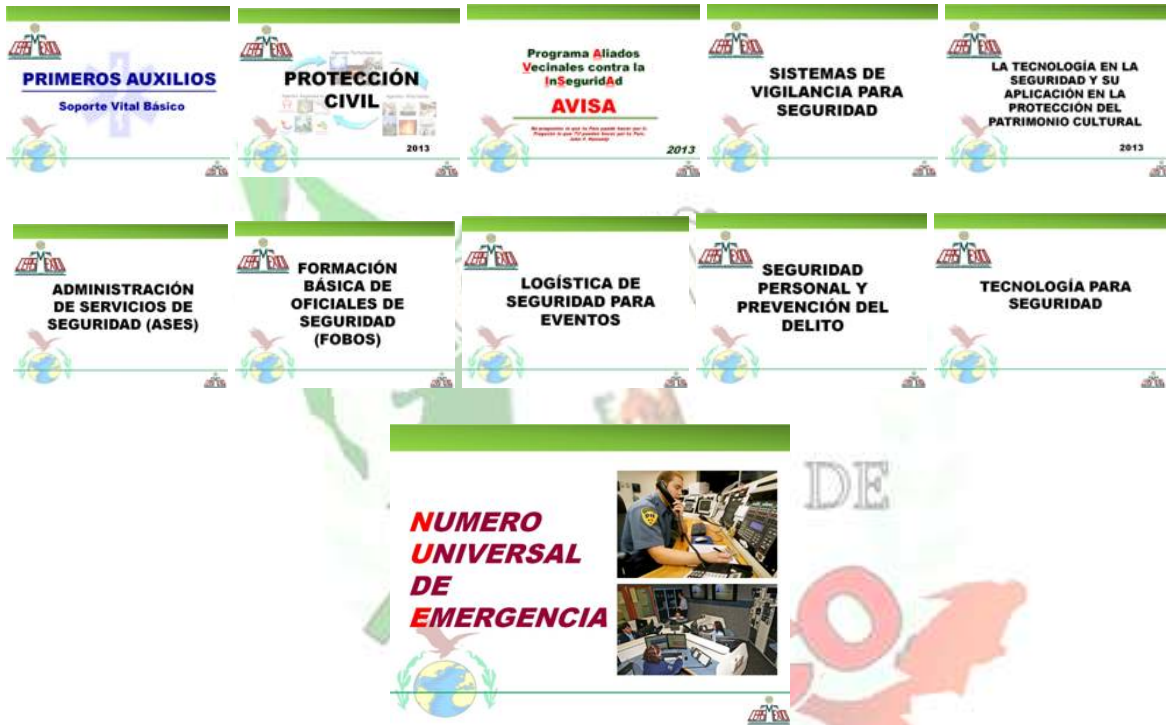 PRIMEROS AUXILIOS
Soporte Vital Básico
PROTECCIÓN
CIVIL
2013
Programa Aliados
Vecinales contra la
InSeguridAd
AVISA
2013
SISTEMAS DE
VIGILANCIA PARA
SEGURIDAD
LA TECNOLOGÍA EN LA
SEGURIDAD Y SU
APLICACIÓN EN LA
PROTECCIÓN DEL
PATRIMONIO CULTURAL
2013
ADMINISTRACIÓN
DE SERVICIOS DE
SEGURIDAD (ASES)
FORMACIÓN
BÁSICA DE
OFICIALES DE
SEGURIDAD
(FOBOS)
LOGÍSTICA DE
SEGURIDAD PARA
EVENTOS
SEGURIDAD
PERSONAL Y
PREVENCIÓN DEL
DELITO
TECNOLOGÍA PARA
SEGURIDAD
NUMERO
UNIVERSAL
DE
EMERGENCIA
DE